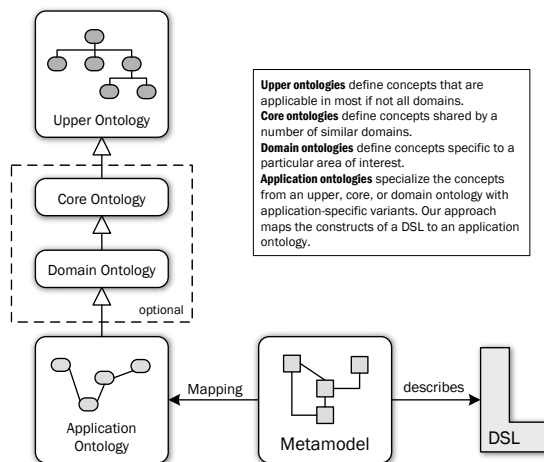 Upper Ontology
Upper ontologies define concepts that are
applicable in most if not all domains.
Core ontologies define concepts shared by a
number of similar domains.
Domain ontologies define concepts specific to a
particular area of interest.
Application ontologies specialize the concepts
from an upper, core, or domain ontology with
application-specific variants. Our approach
maps the constructs of a DSL to an application
ontology.
Core Ontology
Domain Ontology
optional
Application
Ontology
Mapping
Metamodel
describes
DSL